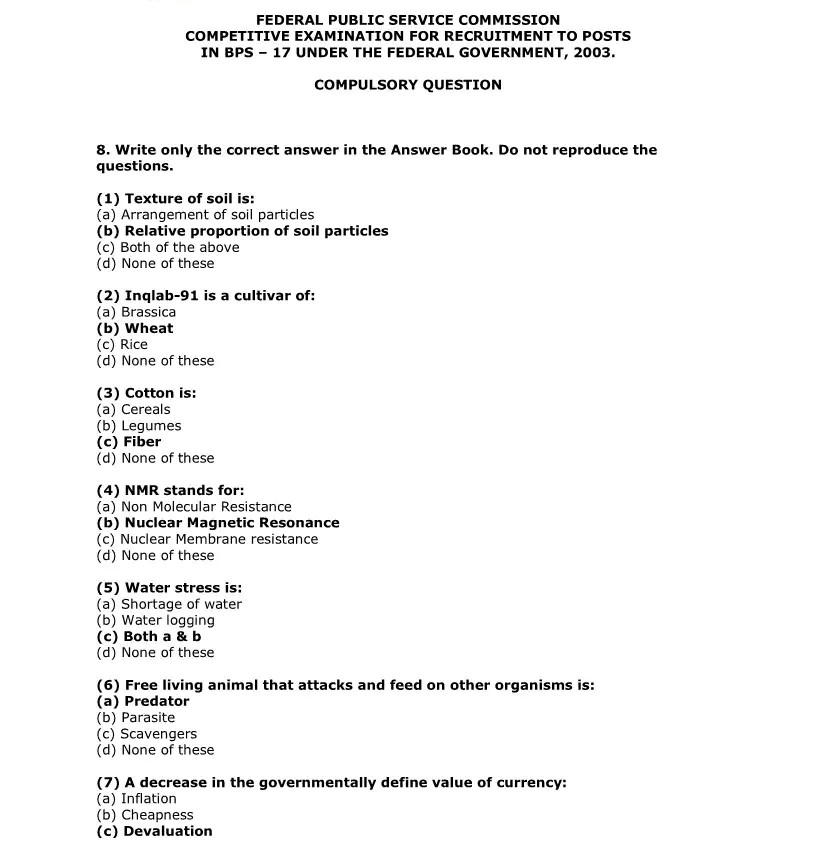 FEDERAL PUBLIC SERVICE COMMISSION
COMPETITIVE EXAMINATION FOR RECRUITMENT TO POSTS
IN BPS – 17 UNDER THE FEDERAL GOVERNMENT, 2003.
COMPULSORY QUESTION
8. Write only the correct answer in the Answer Book. Do not reproduce the
questions.
(1) Texture of soil is:
(a) Arrangement of soil particles
(b) Relative proportion of soil particles
(c) Both of the above
(d) None of these
(2) Inqlab-91 is a cultivar of:
(a) Brassica
(b) Wheat
(c) Rice
(d) None of these
(3) Cotton is:
(a) Cereals
(b) Legumes
(c) Fiber
(d) None of these
(4) NMR stands for:
(a) Non Molecular Resistance
(b) Nuclear Magnetic Resonance
(c) Nuclear Membrane resistance
(d) None of these
(5) Water stress is:
(a) Shortage of water
(b) Water logging
(c) Both a & b
(d) None of these
(6) Free living animal that attacks and feed on other organisms is:
(a) Predator
(b) Parasite
(c) Scavengers
(d) None of these
(7) A decrease in the governmentally define value of currency:
(a) Inflation
(b) Cheapness
(c) Devaluation